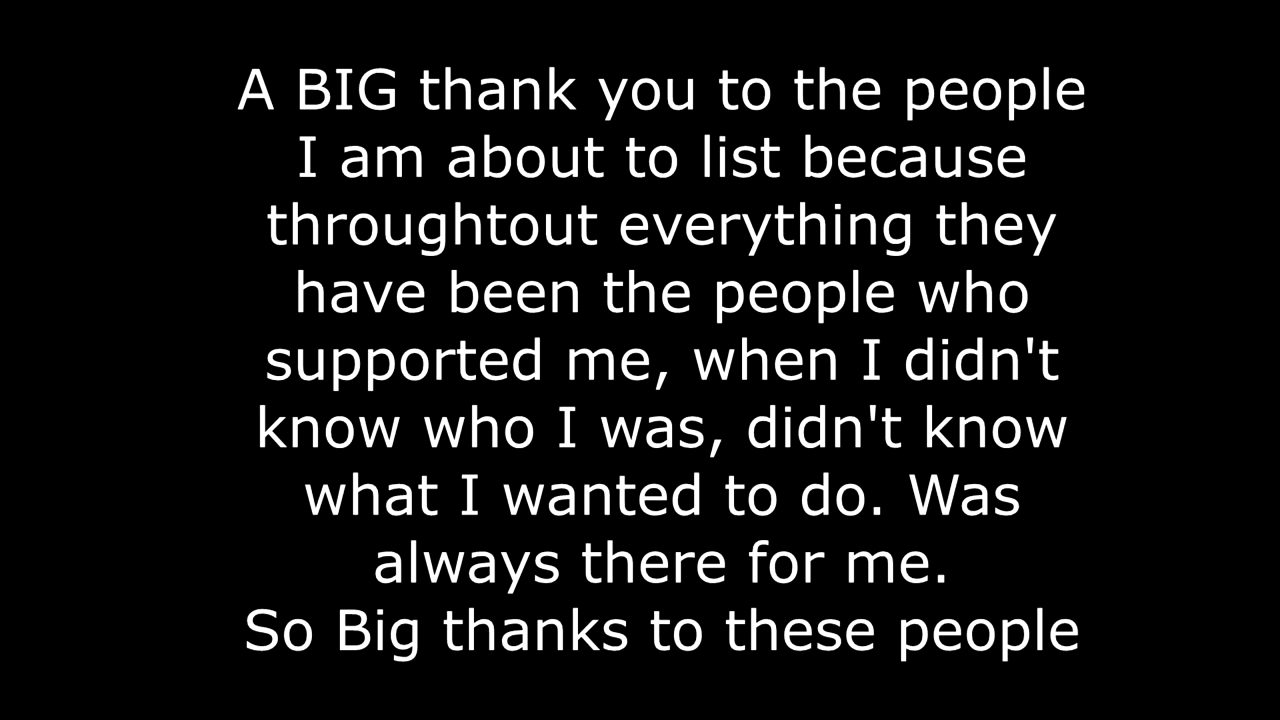 A BIG thank you to the people
I am about to list because
throughtout everything they
have been the people who
supported me, when I didn't
know who I was, didn't know
what I wanted to do. Was
always there for me.
So Big thanks to these people